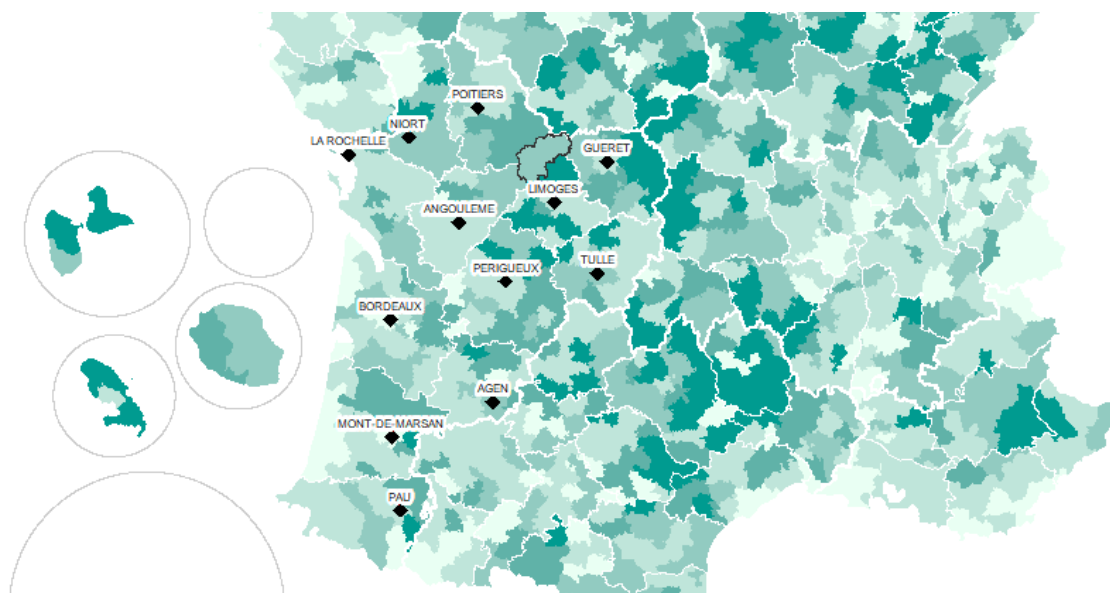 POITIERS
NIORT
LA ROCHELLE
GUERET
LIMOGES
ANGOULEME
PERIGUEUX
TULLE
BORDEAUX
AGEN
MONT-DE-MARSAN
PAU